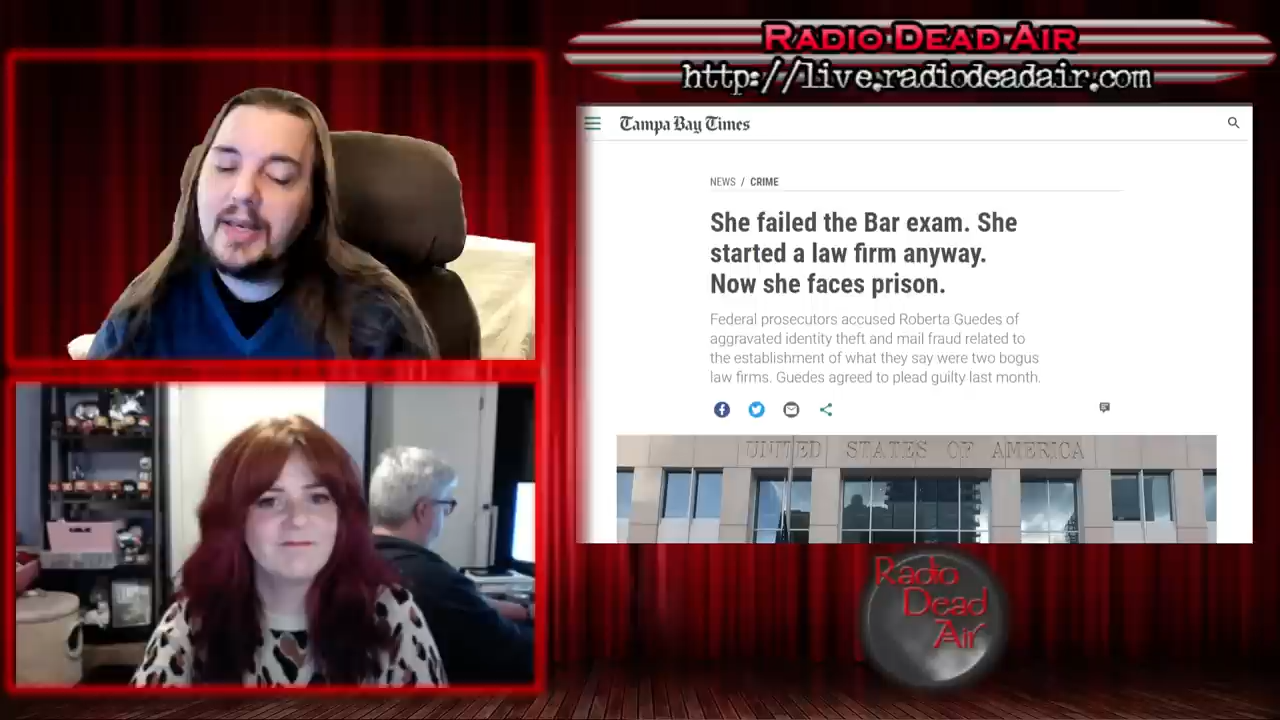 Radio Dead Air
http://live.radiodeadair.com
Tampa Bay Times
NEWS / CRIME
She failed the Bar exam. She
started a law firm anyway.
Now she faces prison.
Federal prosecutors accused Roberta Guedes of
aggravated identity theft and mail fraud related to
the establishment of what they say were two bogus
law firms. Guedes agreed to plead guilty last month.
UNITED STATES OF AMERICA
Radio
Dead
Air